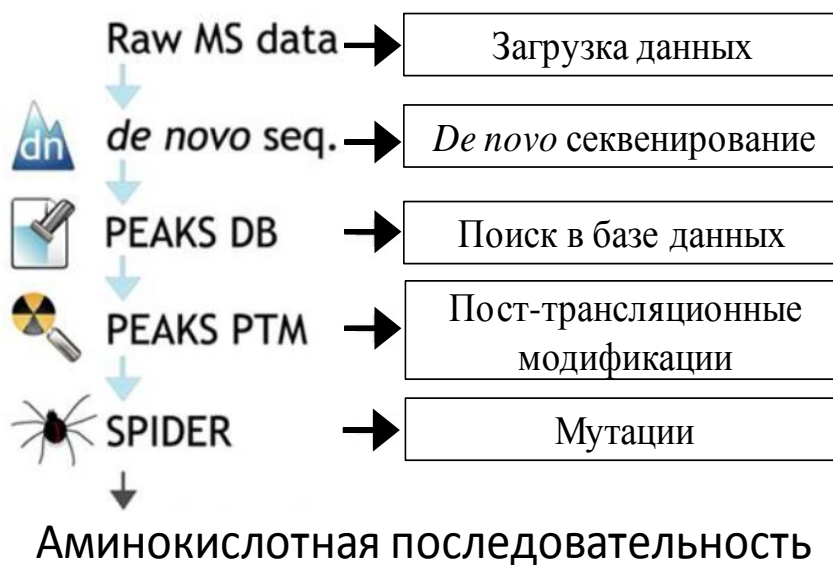 Raw MS data
Загрузка данных
dn
de novo seq.
De novo секвенирование
PEAKS DB
Поиск в базе данных
PEAKS PTM
Пост-трансляционные
модификации
SPIDER
Мутации
Аминокислотная последовательность